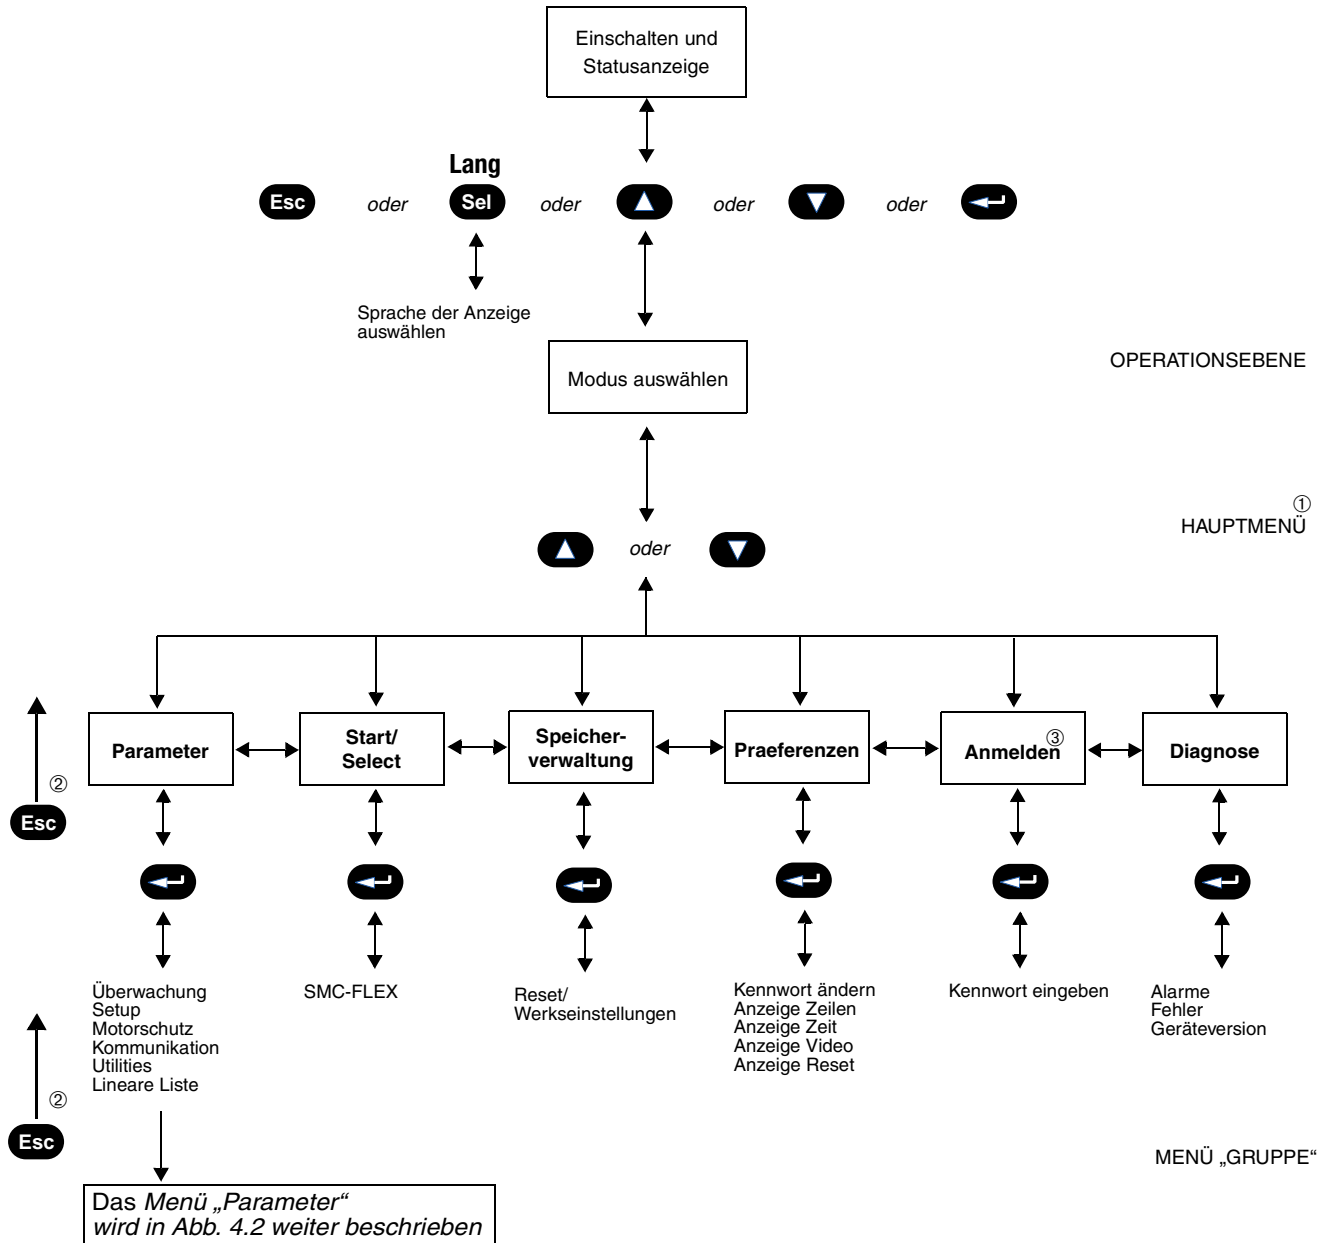 Einschalten und
Statusanzeige
Lang
Esc oder Sel oder oder oder
Sprache der Anzeige
auswählen
Modus auswählen
OPERATIONSEBENE
①
HAUPTMENÜ
oder
Parameter
Start/
Select
Speicher-
verwaltung
Praeferenzen
Anmelden③
Diagnose
②
Esc
Überwachung
Setup
Motorschutz
Kommunikation
Utilities
Lineare Liste
SMC-FLEX
Reset/
Werkseinstellungen
Kennwort ändern
Anzeige Zeilen
Anzeige Zeit
Anzeige Video
Anzeige Reset
Kennwort eingeben
Alarme
Fehler
Geräteversion
②
Esc
MENÜ „GRUPPE“
Das Menü „Parameter“
wird in Abb. 4.2 weiter beschrieben